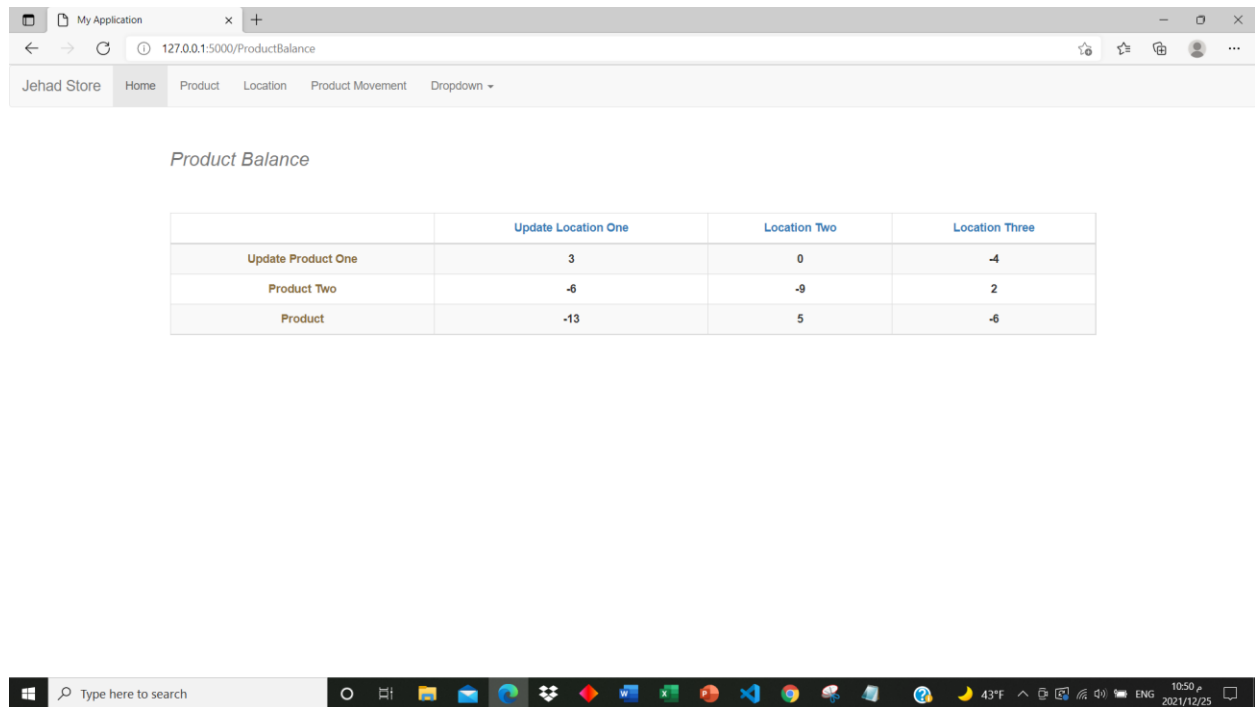 My Application
127.0.0.1:5000/ProductBalance
Jehad Store Home Product Location Product Movement Dropdown
Product Balance
Update Location One Location Two Location Three
Update Product One 3 0 -4
Product Two -6 -9 2
Product -13 5 -6
Type here to search 43°F ENG 10:50 م
2021/12/25